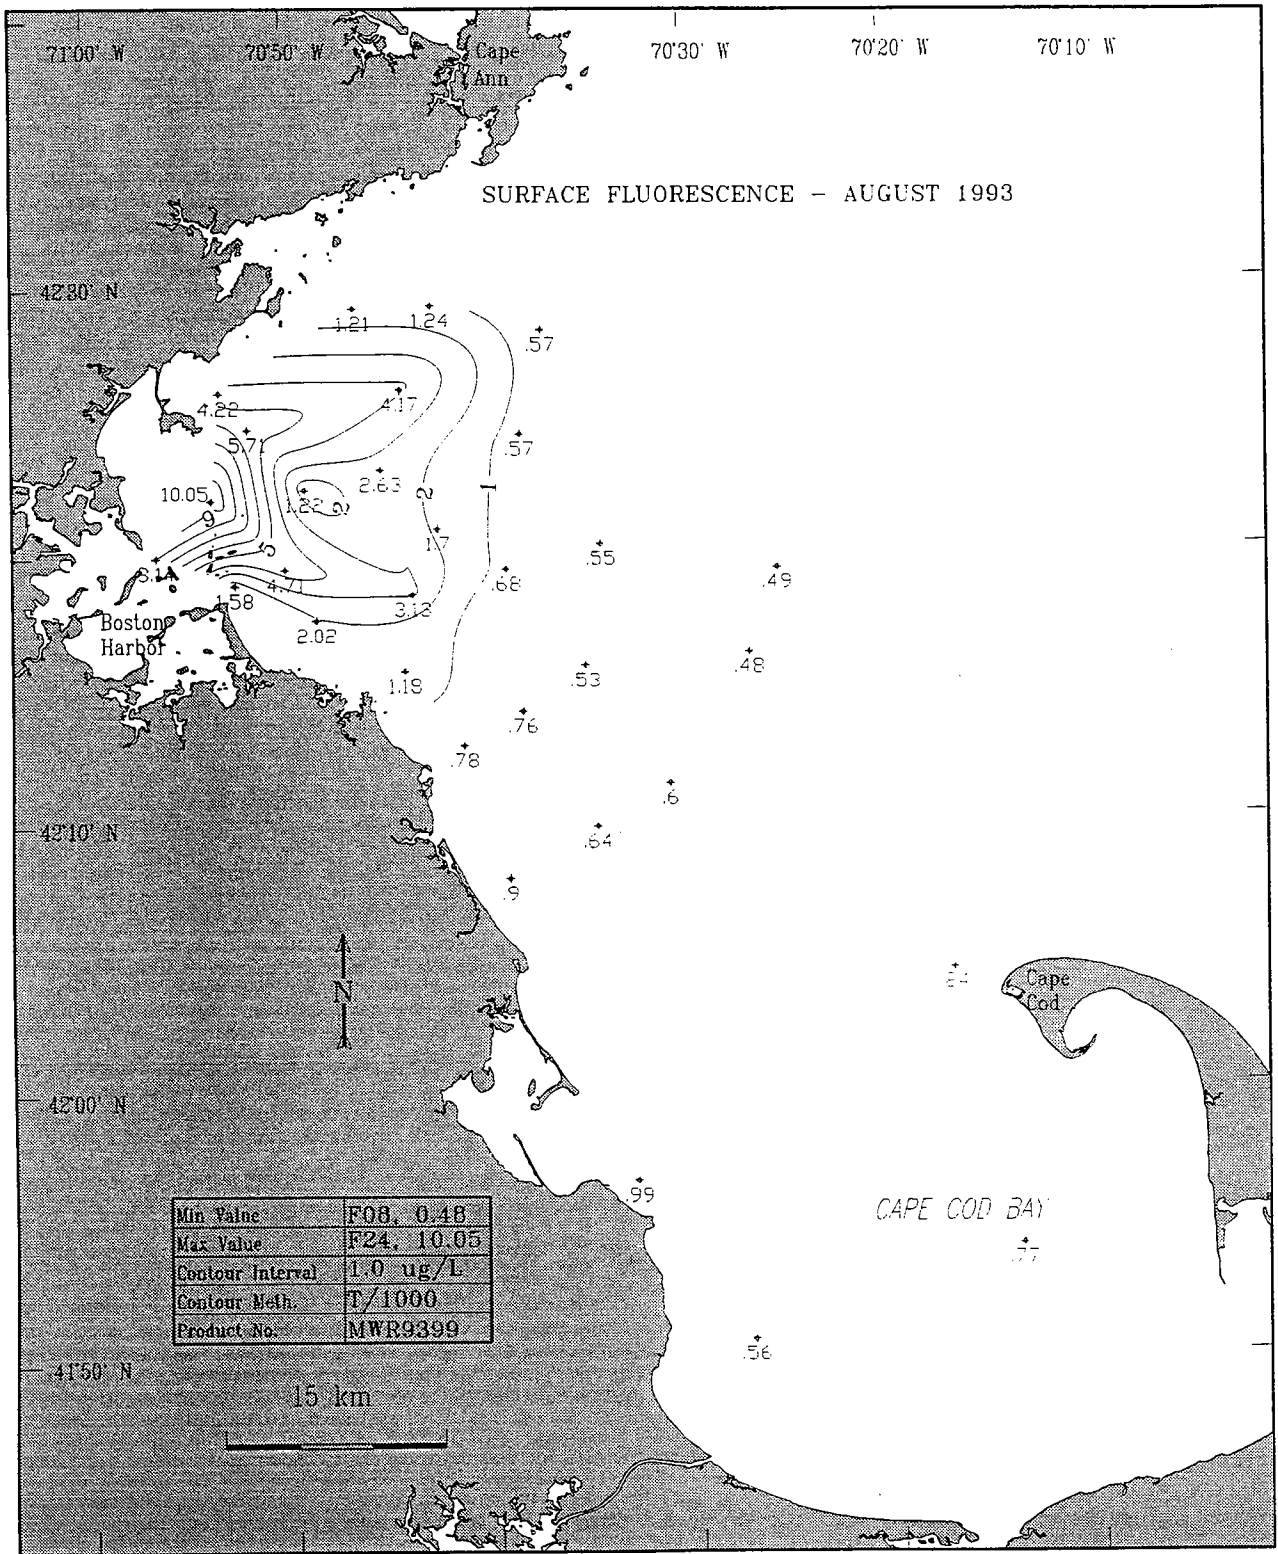 71°00' W 70°50' W 70°30' W 70°20' W 70°10' W
Cape
Ann
SURFACE FLUORESCENCE - AUGUST 1993
42°30' N
1.21 1.24
.57
4.22 4.17
5.71 .57
2.63
10.05 1.22 2 2 1
9
1.7
5 .55
.49
4.71 .68
1.58 3.13
Boston
Harbor
2.02
.48
.53
1.18
.76
.78
.6
42°10' N
.64
.9
Cape
Cod
N
42°00' N
.99
CAPE COD BAY
.77
Min Value F08, 0.48
Max Value F24, 10.05
Contour Interval 1.0 ug/L
Contour Meth. T/1000
Product No. MWR9399
.56
41°50' N
15 km